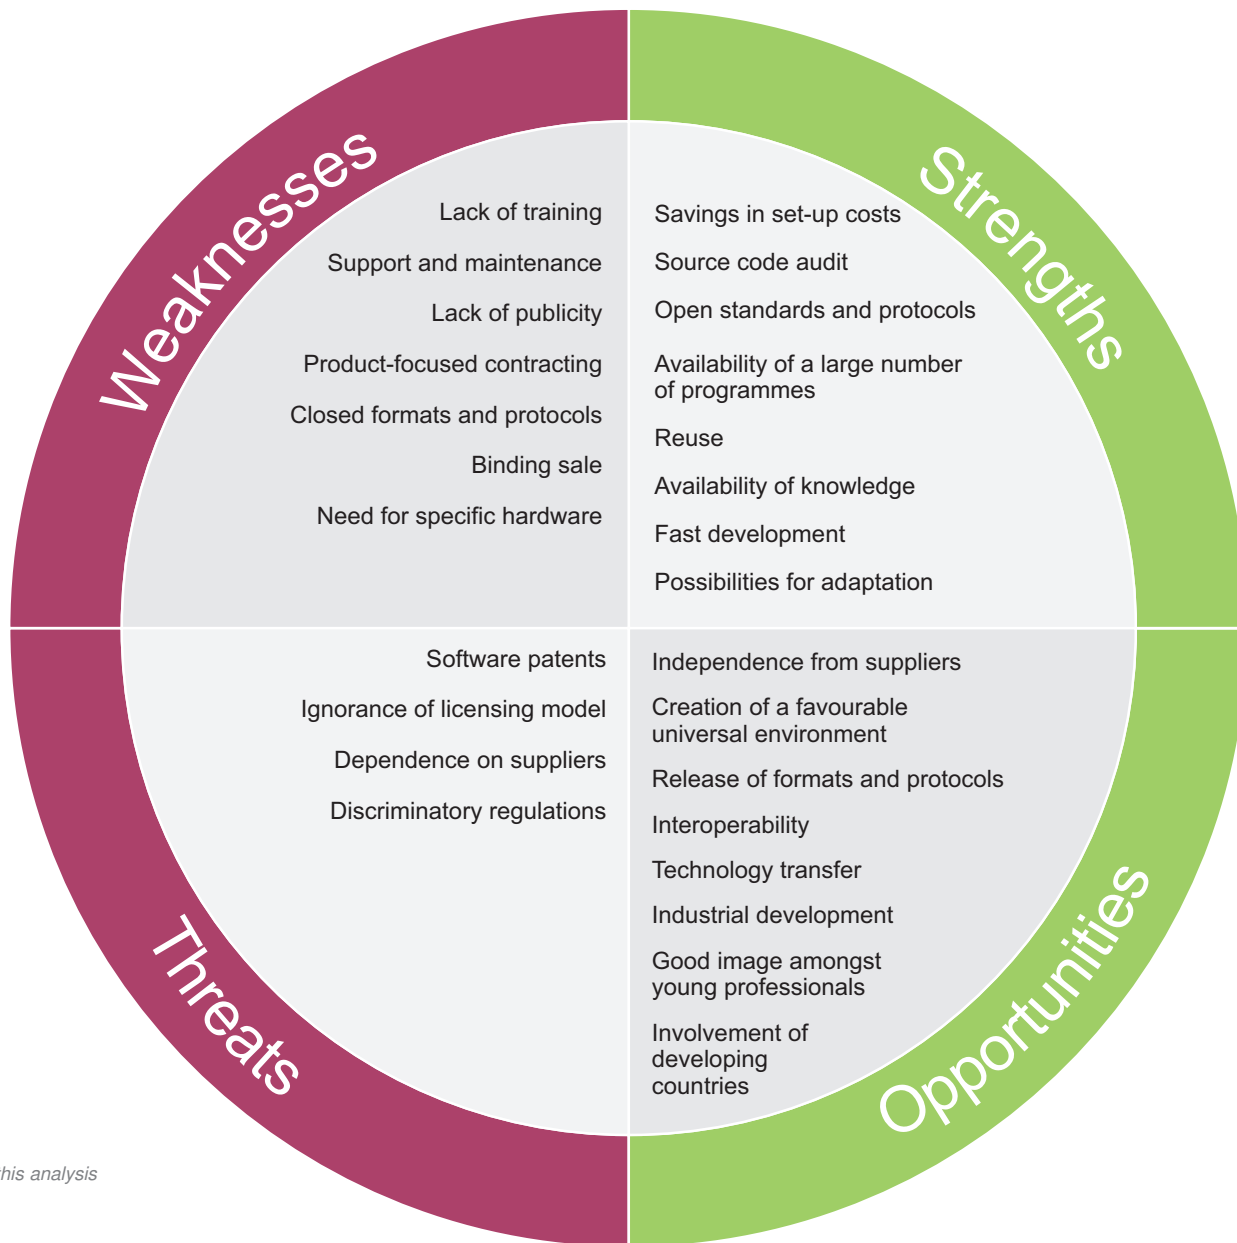 Weaknesses
Lack of training
Support and maintenance
Lack of publicity
Product-focused contracting
Closed formats and protocols
Binding sale
Need for specific hardware
Strengths
Savings in set-up costs
Source code audit
Open standards and protocols
Availability of a large number
of programmes
Reuse
Availability of knowledge
Fast development
Possibilities for adaptation
Threats
Software patents
Ignorance of licensing model
Dependence on suppliers
Discriminatory regulations
Opportunities
Independence from suppliers
Creation of a favourable
universal environment
Release of formats and protocols
Interoperability
Technology transfer
Industrial development
Good image amongst
young professionals
Involvement of
developing
countries
his analysis